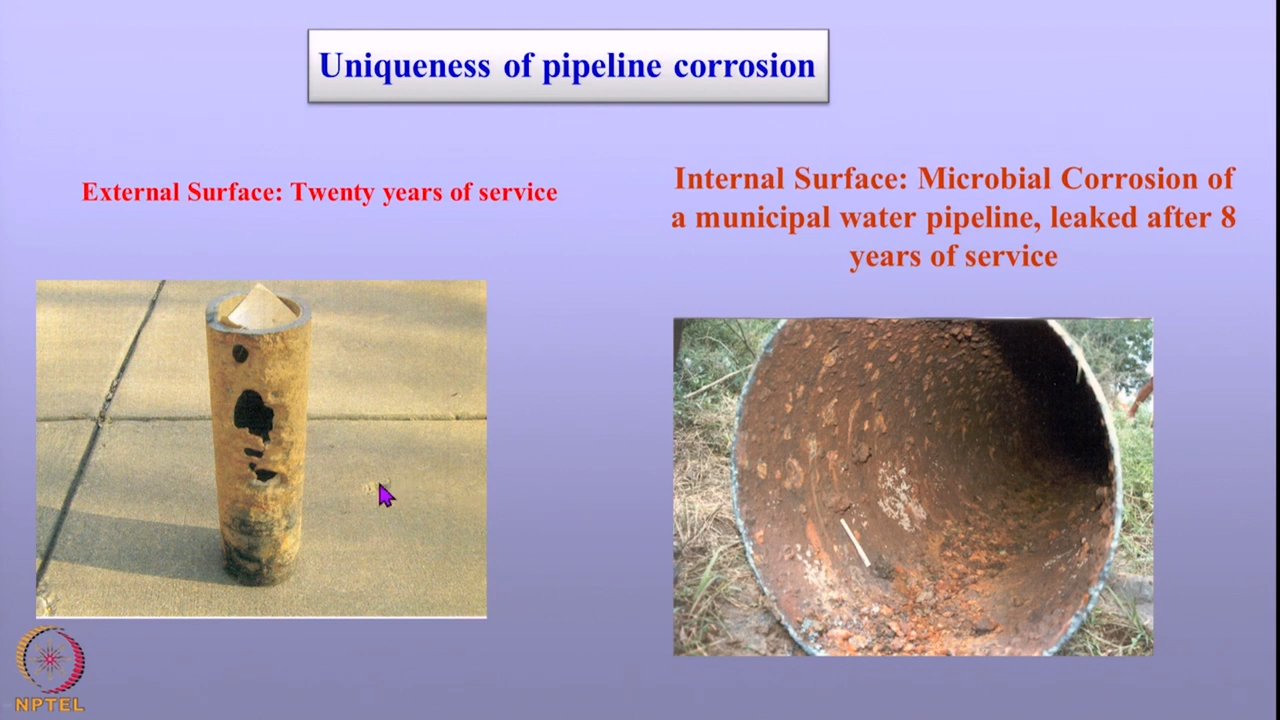 Uniqueness of pipeline corrosion
External Surface: Twenty years of service
Internal Surface: Microbial Corrosion of
a municipal water pipeline, leaked after 8
years of service
NPTEL